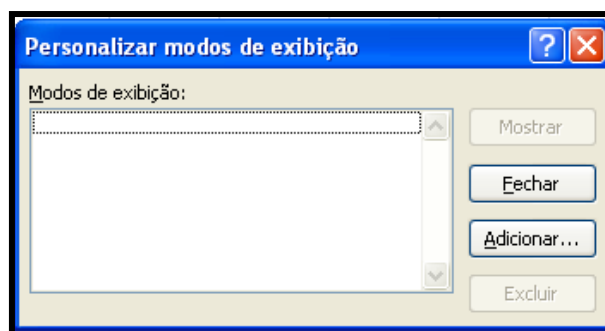 Personalizar modos de exibição
Modos de exibição:
Mostrar
Fechar
Adicionar...
Excluir